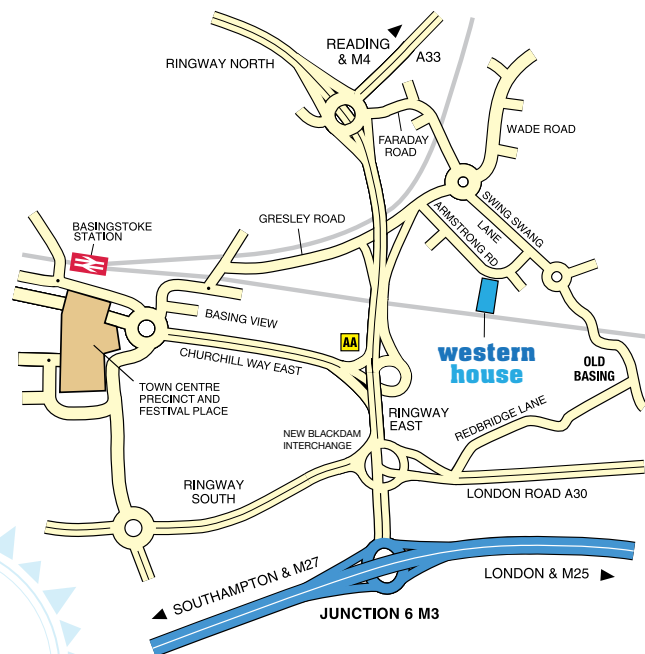 READING
& M4
A33
RINGWAY NORTH
FARADAY
ROAD
WADE ROAD
SWING SWANG
LANE
ARMSTRONG RD
GRESLEY ROAD
BASINGSTOKE
STATION
BASING VIEW
CHURCHILL WAY EAST
AA
western
house
OLD
BASING
TOWN CENTRE
PRECINCT AND
FESTIVAL PLACE
RINGWAY
EAST
REDBRIDGE LANE
NEW BLACKDAM
INTERCHANGE
RINGWAY
SOUTH
LONDON ROAD A30
SOUTHAMPTON & M27
LONDON & M25
JUNCTION 6 M3